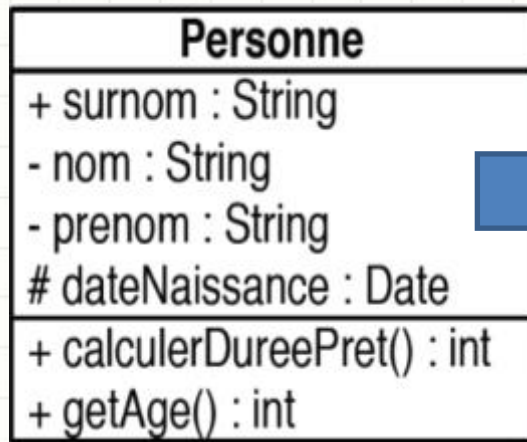 Personne
+ surnom : String
- nom : String
- prenom : String
# dateNaissance : Date
+ calculerDureePret() : int
+ getAge() : int